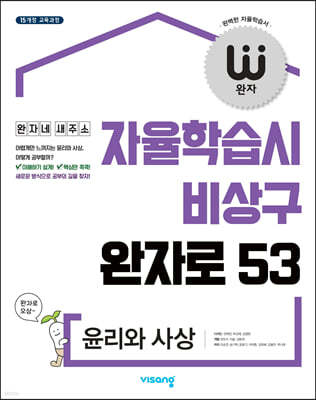 15개정 교육과정
완벽한 자율학습서
완자
완자네새주소
어렵게만 느껴지는 윤리와 사상,
어떻게 공부할까?
✓이해하기 쉽게! ✓핵심만 콕콕!
새로운 방식으로 공부의 길을 찾자!
자율학습시
비상구
완자로 53
완자로
오삼~
윤리와 사상
visang